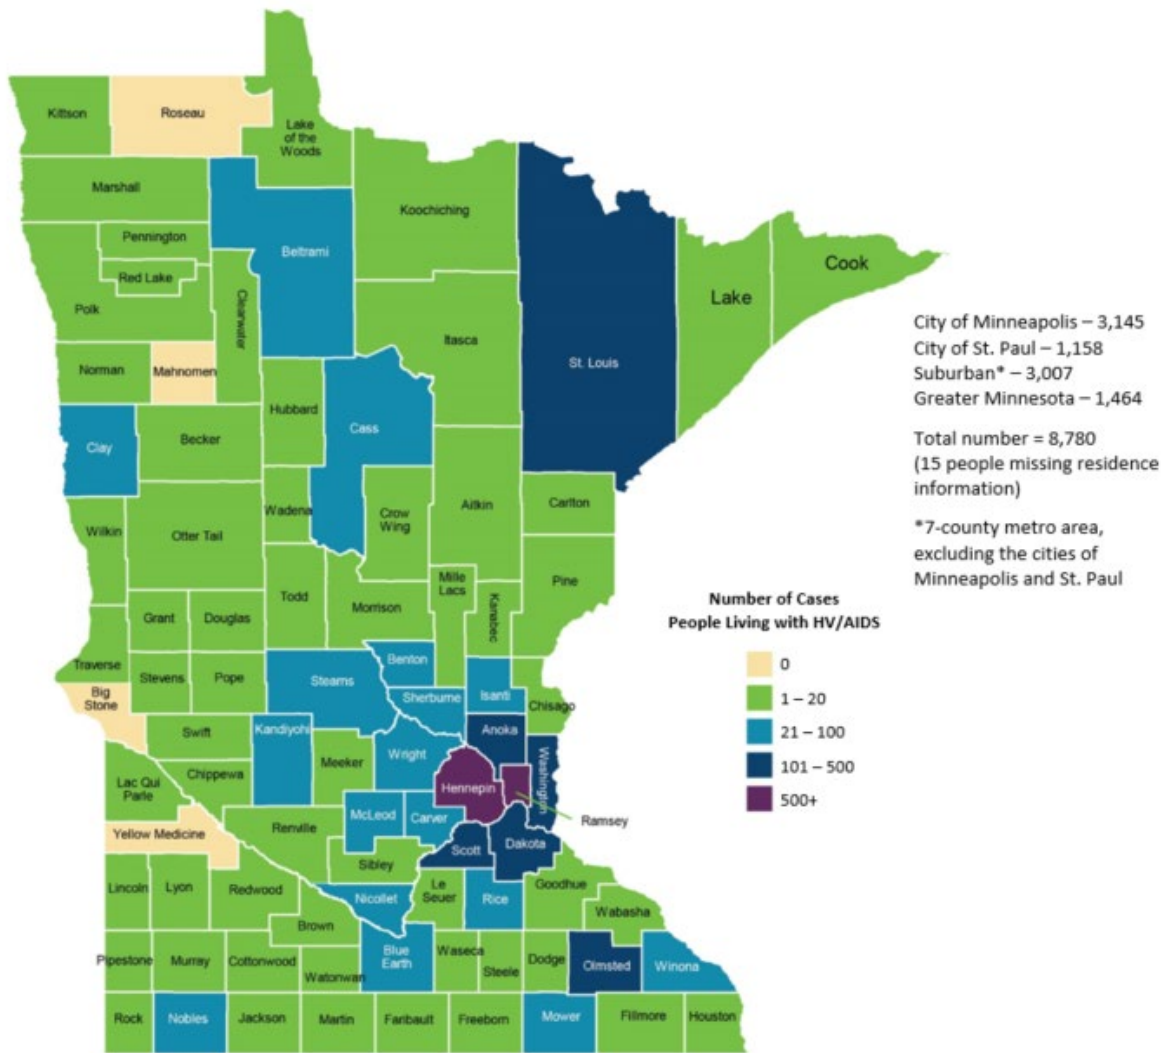 Kittson
Roseau
Lake
of the
Woods
Marshall
Koochiching
Pennington
Beltrami
Cook
Red Lake
Lake
Clearwater
Polk
Itasca
St. Louis
Norman
Mahnomen
Hubbard
Cass
Clay
Becker
Wadena
Crow
Wing
Aitkin
Carlton
Wilkin
Otter Tail
Todd
Morrison
Mille
Lacs
Kanabec
Pine
Grant
Douglas
Traverse
Stevens
Pope
Stearns
Benton
Sherburne
Isanti
Chisago
Big
Stone
Swift
Kandiyohi
Anoka
Washington
Lac Qui
Parle
Chippewa
Meeker
Wright
Hennepin
Ramsey
Yellow Medicine
Renville
McLeod
Carver
Scott
Dakota
Sibley
Lincoln
Lyon
Redwood
Nicollet
Le
Seuer
Rice
Goodhue
Wabasha
Brown
Pipestone
Murray
Cottonwood
Watonwan
Blue
Earth
Waseca
Steele
Dodge
Olmsted
Winona
Rock
Nobles
Jackson
Martin
Faribault
Freeborn
Mower
Fillmore
Houston
City of Minneapolis – 3,145
City of St. Paul – 1,158
Suburban* – 3,007
Greater Minnesota – 1,464
Total number = 8,780
(15 people missing residence
information)
*7-county metro area,
excluding the cities of
Minneapolis and St. Paul
Number of Cases
People Living with HV/AIDS
0
1 – 20
21 – 100
101 – 500
500+